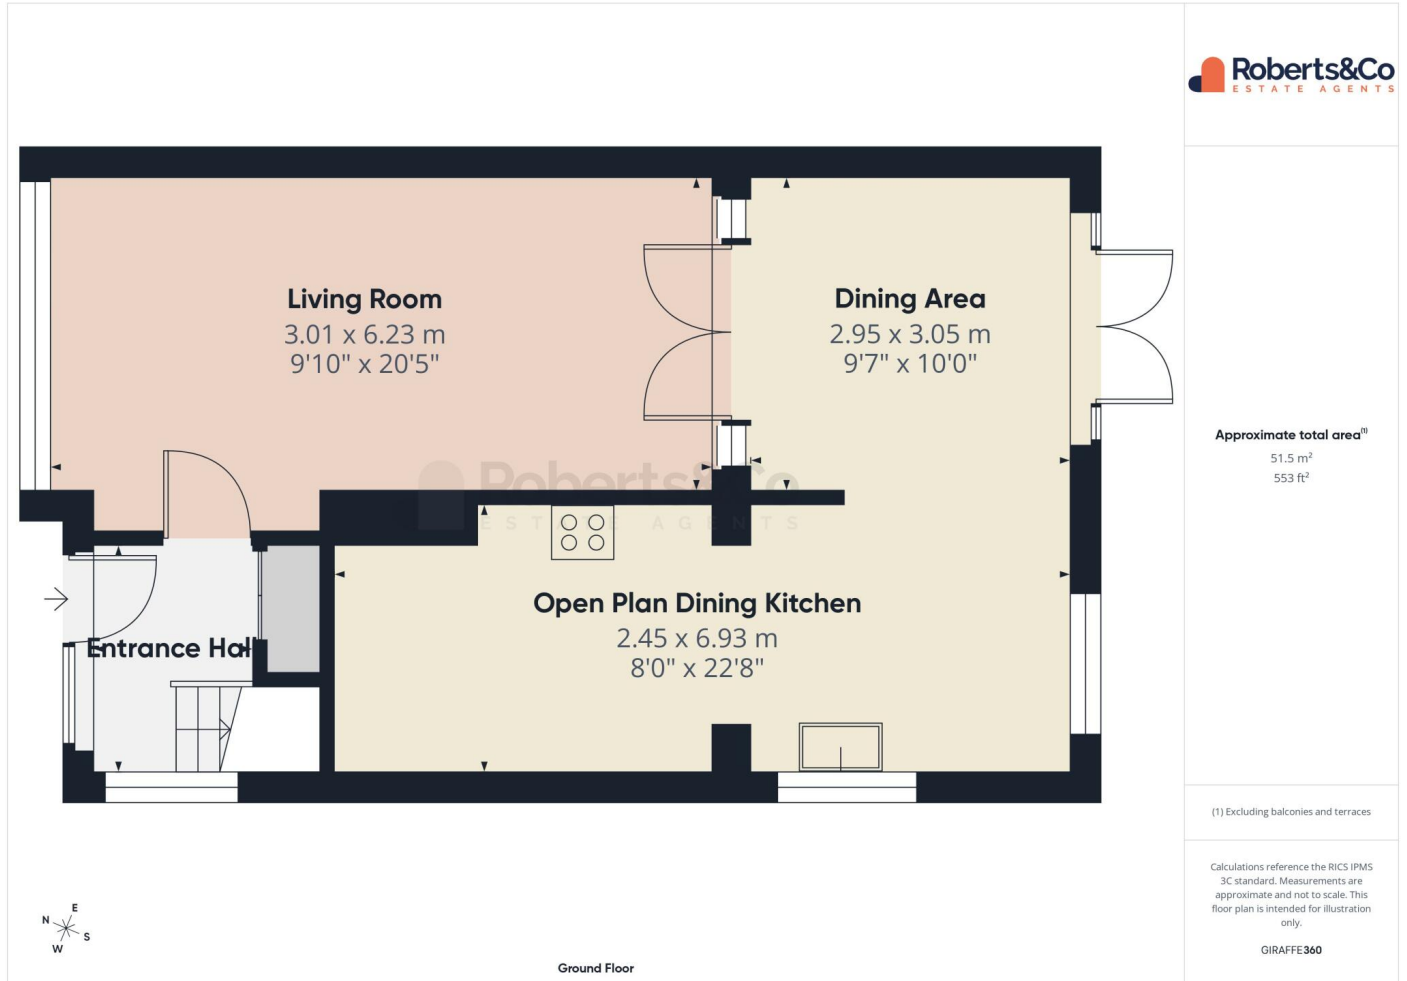 Roberts&Co
ESTATE AGENTS
Living Room
3.01 x 6.23 m
9'10" x 20'5"
Dining Area
2.95 x 3.05 m
9'7" x 10'0"
Roberts&Co
ESTATE AGENTS
Open Plan Dining Kitchen
2.45 x 6.93 m
8'0" x 22'8"
Entrance Hall
Approximate total area(1)
51.5 m²
553 ft²
(1) Excluding balconies and terraces
Calculations reference the RICS IPMS
3C standard. Measurements are
approximate and not to scale. This
floor plan is intended for illustration
only.
GIRAFFE360
N E
W S
Ground Floor